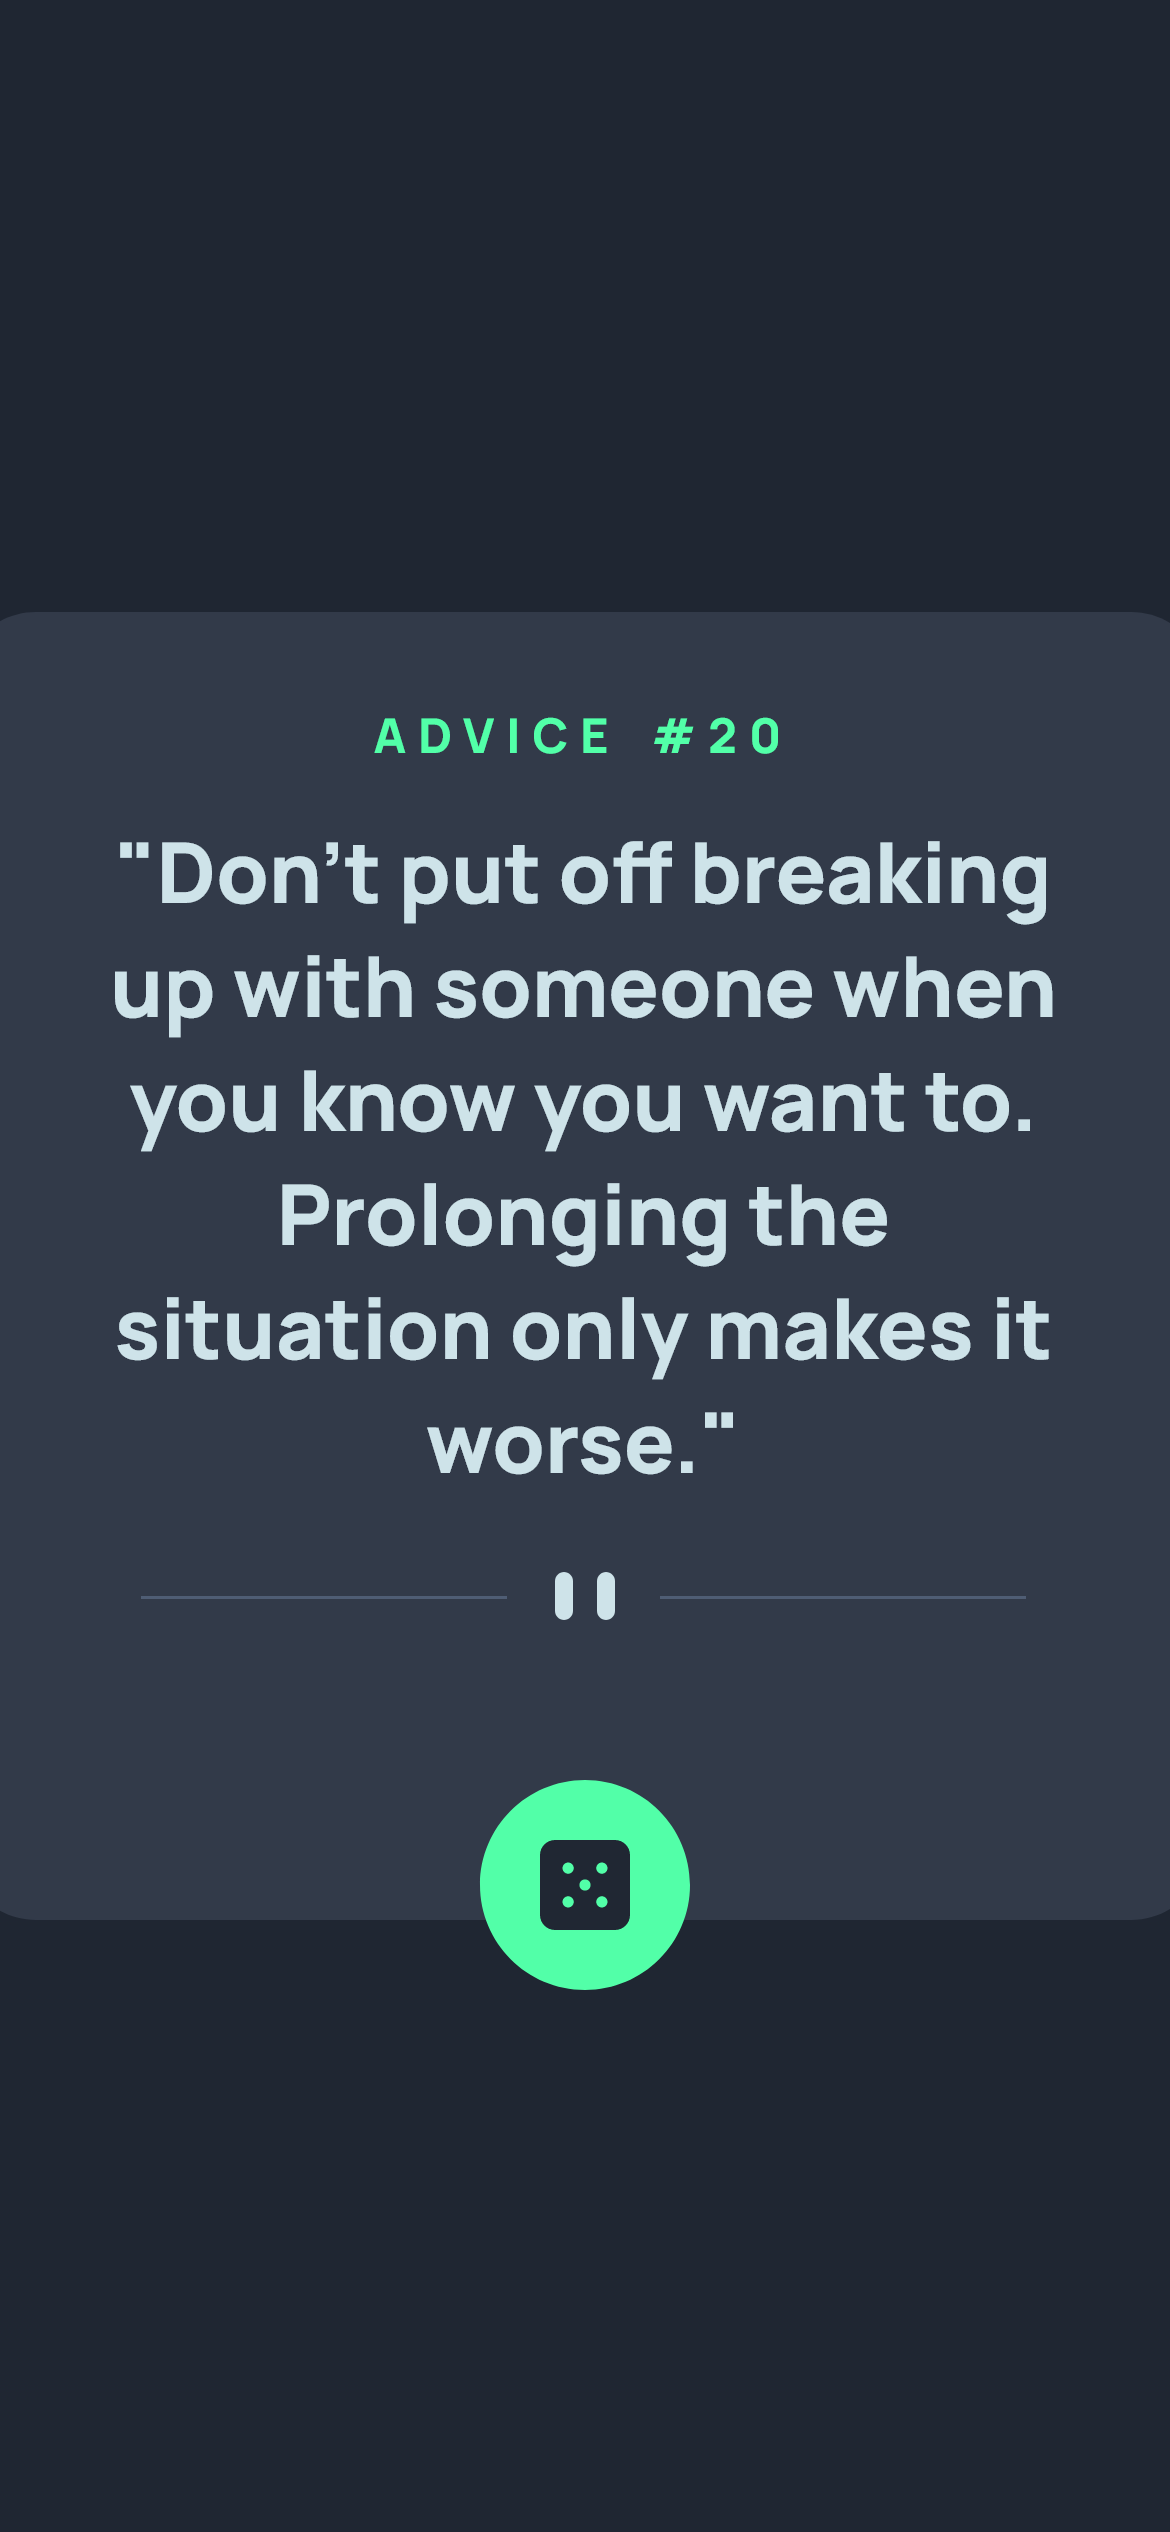 ADVICE #20
"Don’t put off breaking
up with someone when
you know you want to.
Prolonging the
situation only makes it
worse."